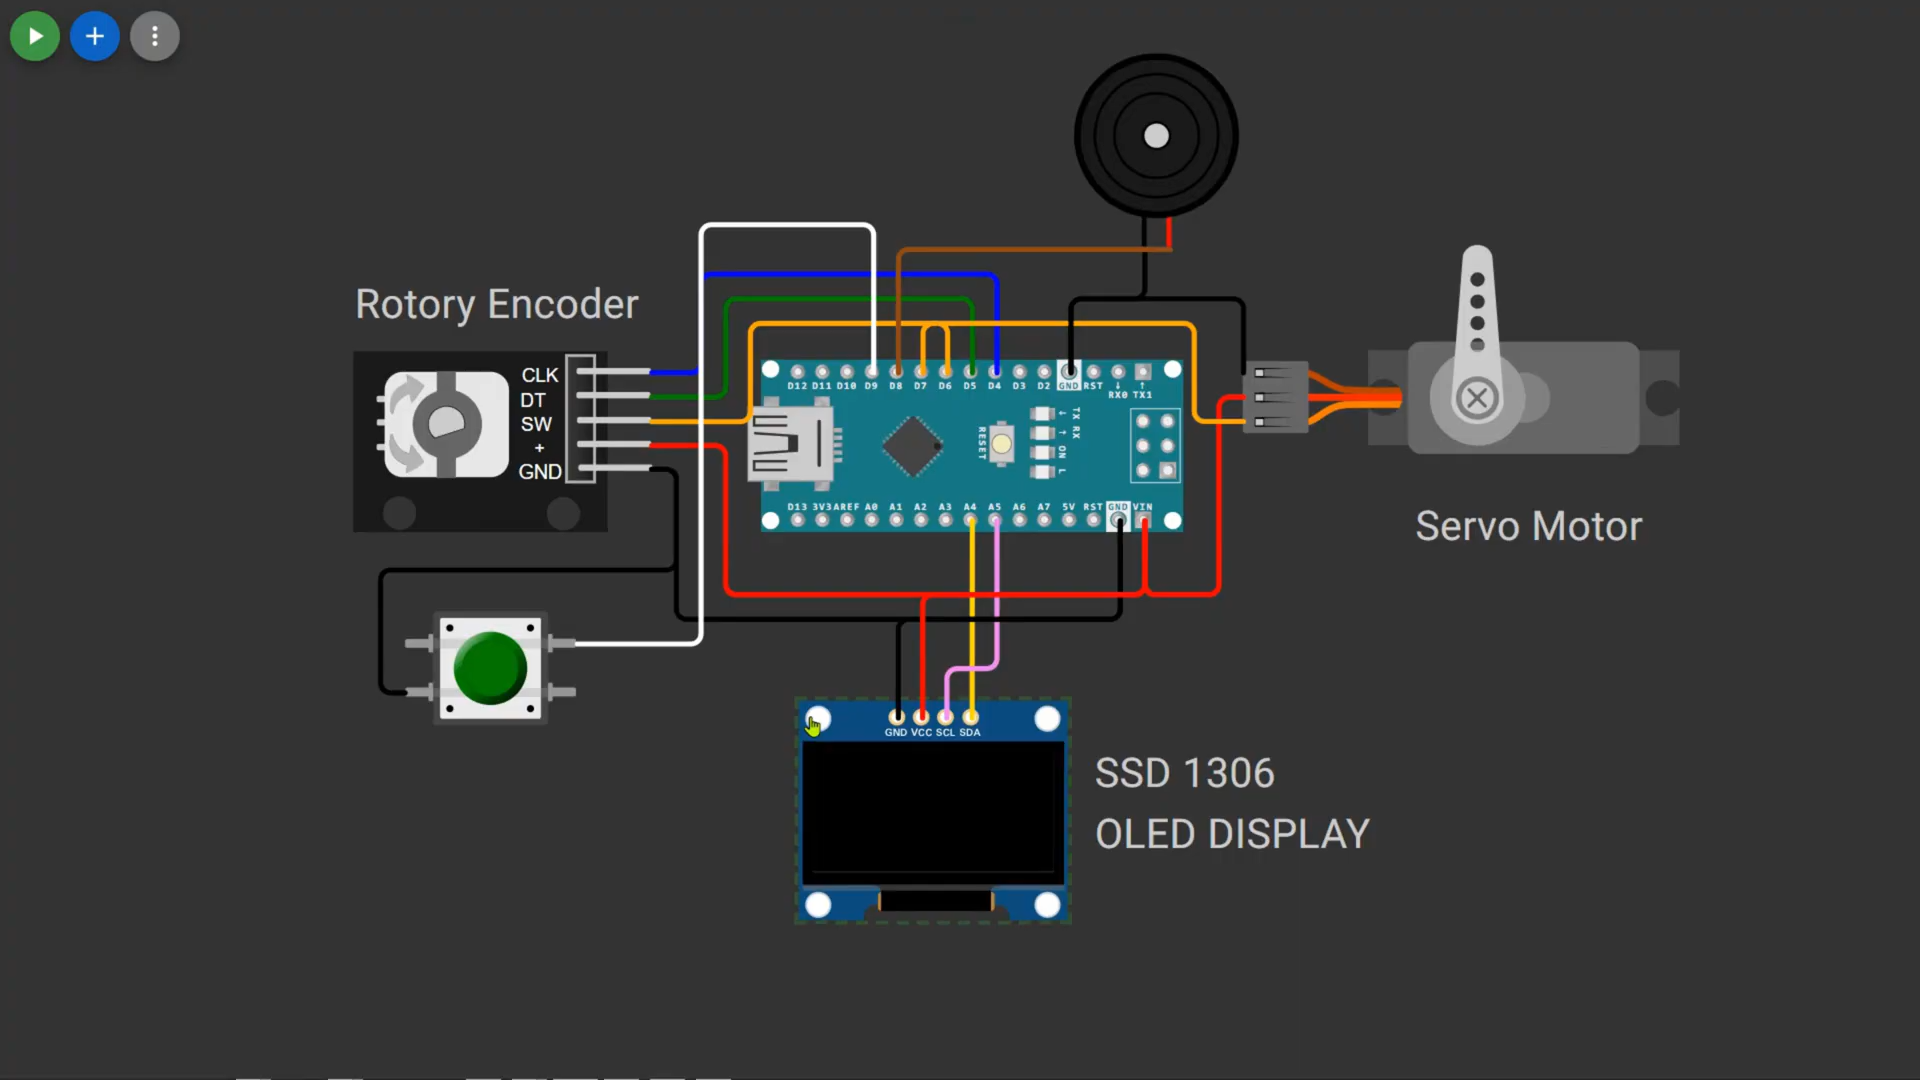 Rotory Encoder
CLK
DT
SW
+
GND
D12 D11 D10 D9 D8 D7 D6 D5 D4 D3 D2 GND RST ↓ ↑
RX0 TX1
RESET
TX RX
ON L
D13 3V3 AREF A0 A1 A2 A3 A4 A5 A6 A7 5V RST GND VIN
Servo Motor
GND VCC SCL SDA
SSD 1306
OLED DISPLAY